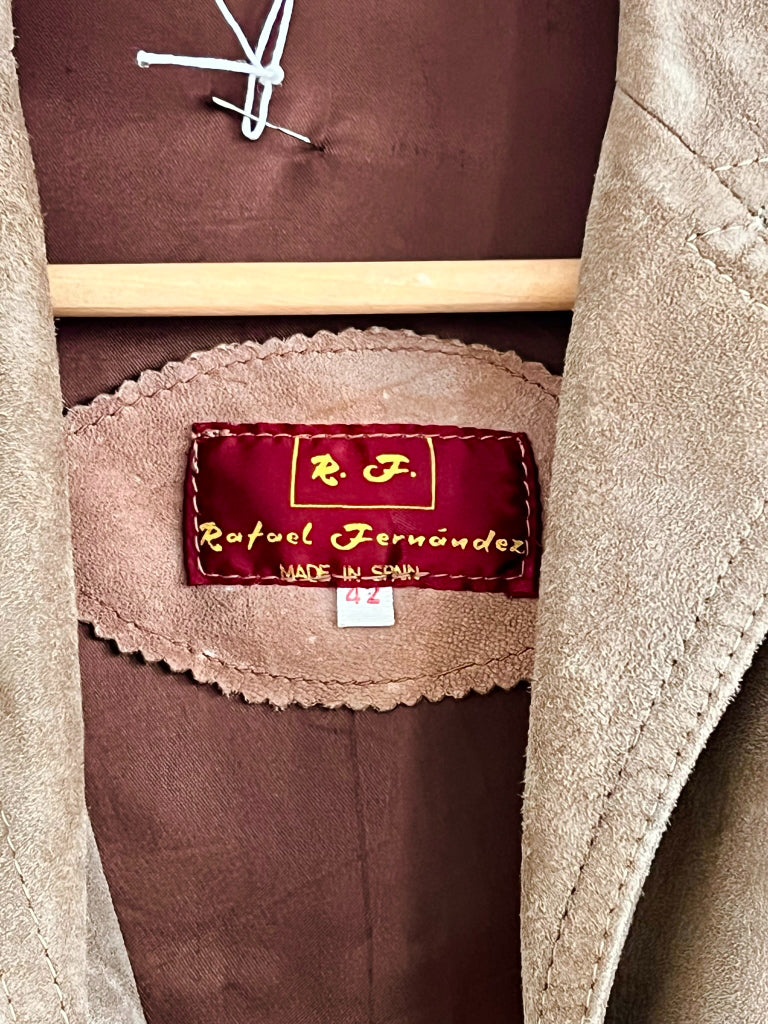 R. F.
Rafael Fernández
MADE IN SPAIN
42